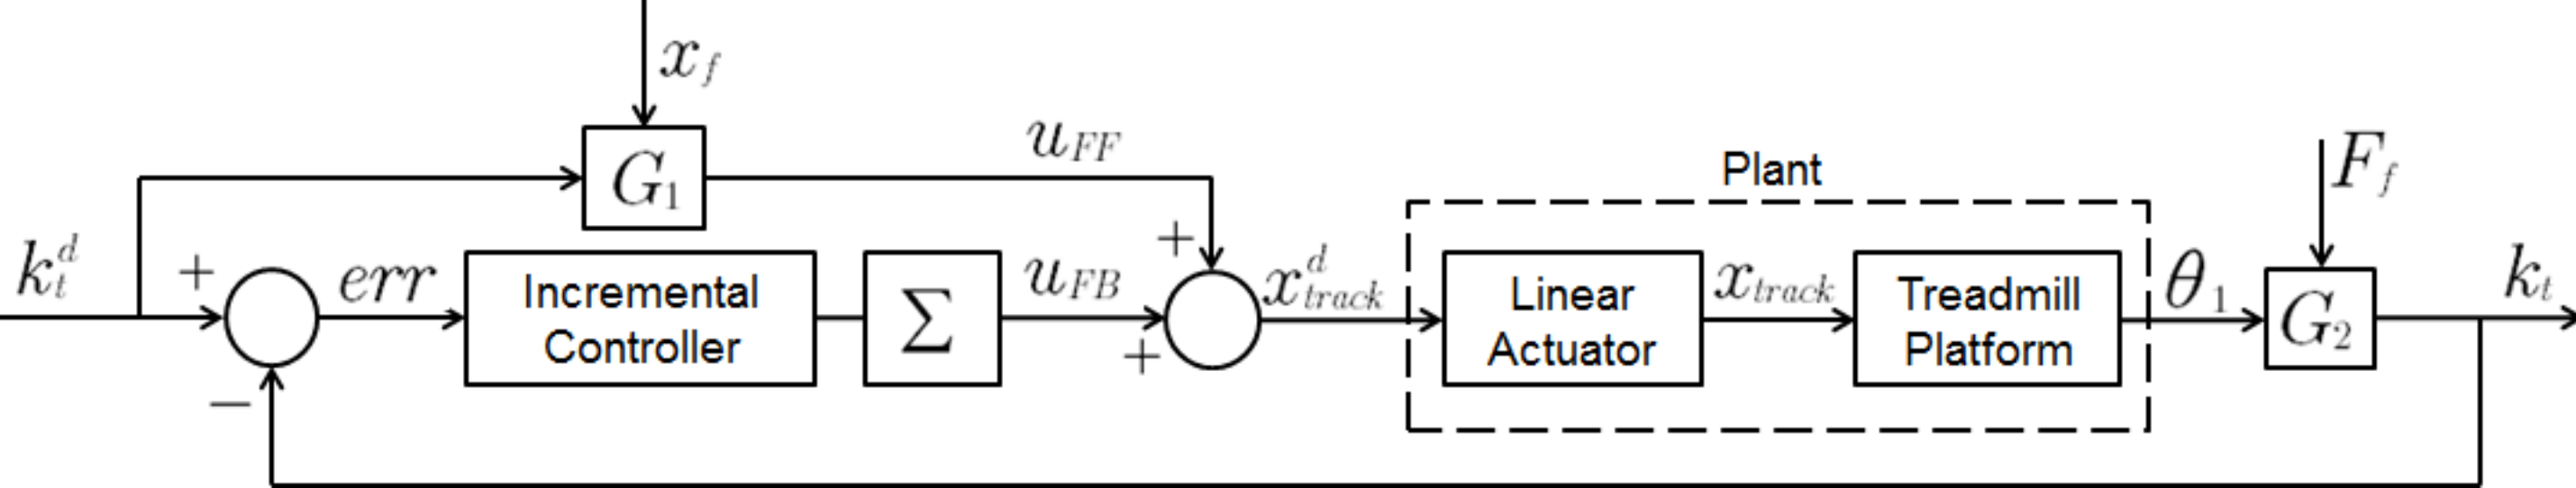 x_f
G_1
u_FF
Plant
F_f
k_t^d
+
err
Incremental
Controller
Σ
u_FB
+
+
x_track^d
Linear
Actuator
x_track
Treadmill
Platform
θ_1
G_2
k_t
−